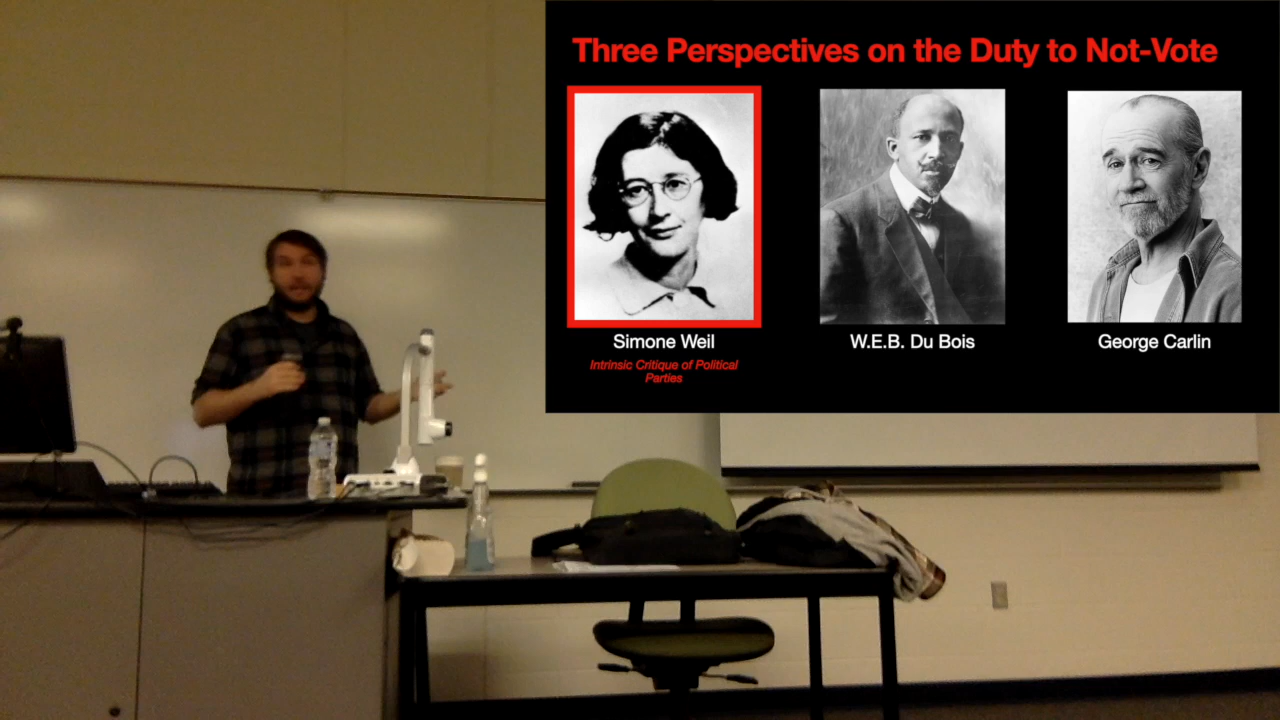 Three Perspectives on the Duty to Not-Vote
Simone Weil
W.E.B. Du Bois
George Carlin
Intrinsic Critique of Political
Parties